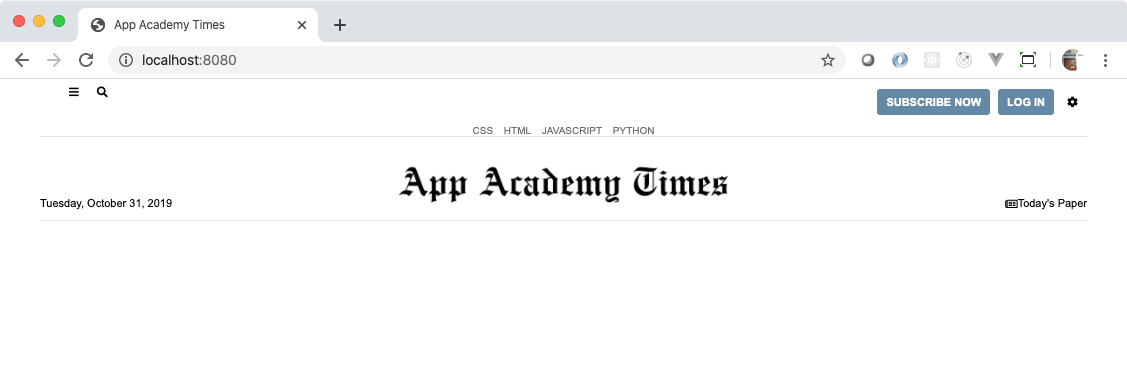 App Academy Times
localhost:8080
SUBSCRIBE NOW LOG IN
CSS HTML JAVASCRIPT PYTHON
App Academy Times
Tuesday, October 31, 2019 Today's Paper